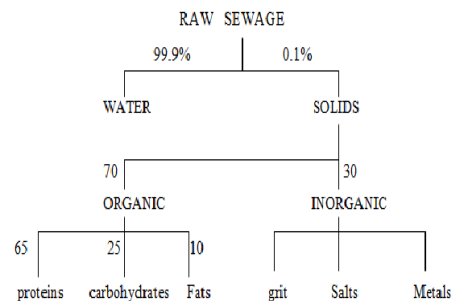 RAW SEWAGE
99.9% 0.1%
WATER SOLIDS
70 30
ORGANIC INORGANIC
65 25 10
proteins carbohydrates Fats grit Salts Metals